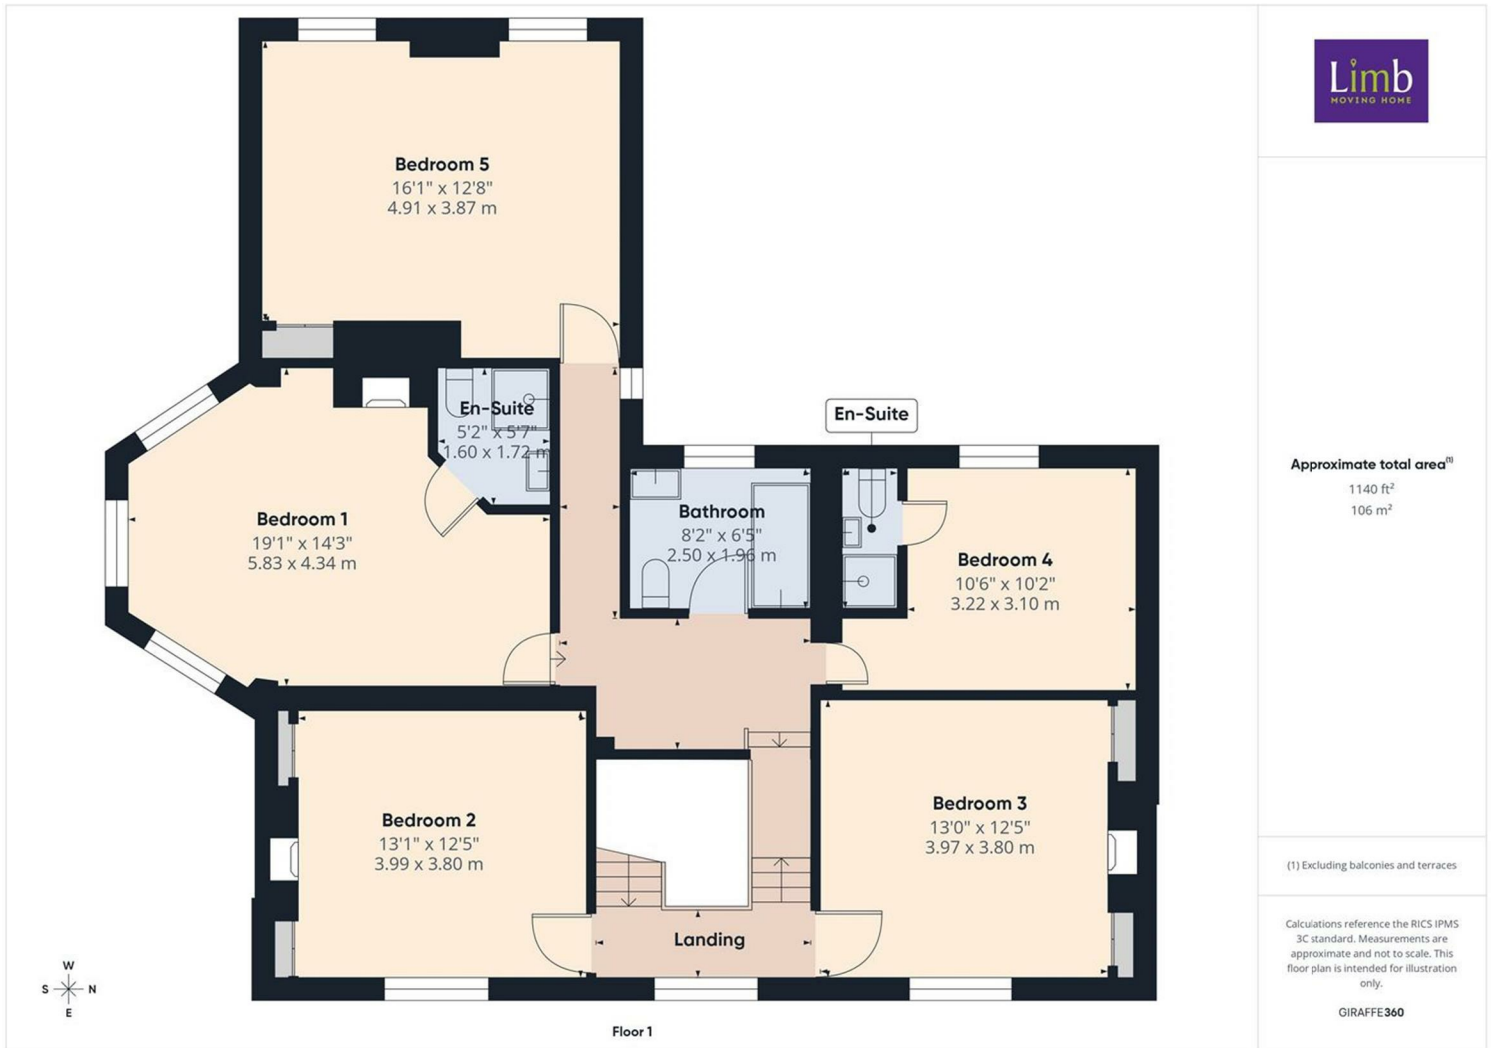 Bedroom 5
16'1" x 12'8"
4.91 x 3.87 m
En-Suite
5'2" x 5'7"
1.60 x 1.72 m
En-Suite
Bedroom 1
19'1" x 14'3"
5.83 x 4.34 m
Bathroom
8'2" x 6'5"
2.50 x 1.96 m
Bedroom 4
10'6" x 10'2"
3.22 x 3.10 m
Bedroom 2
13'1" x 12'5"
3.99 x 3.80 m
Bedroom 3
13'0" x 12'5"
3.97 x 3.80 m
Landing
W
S N
E
Floor 1
Limb
MOVING HOME
Approximate total area(1)
1140 ft²
106 m²
(1) Excluding balconies and terraces
Calculations reference the RICS IPMS
3C standard. Measurements are
approximate and not to scale. This
floor plan is intended for illustration
only.
GIRAFFE360